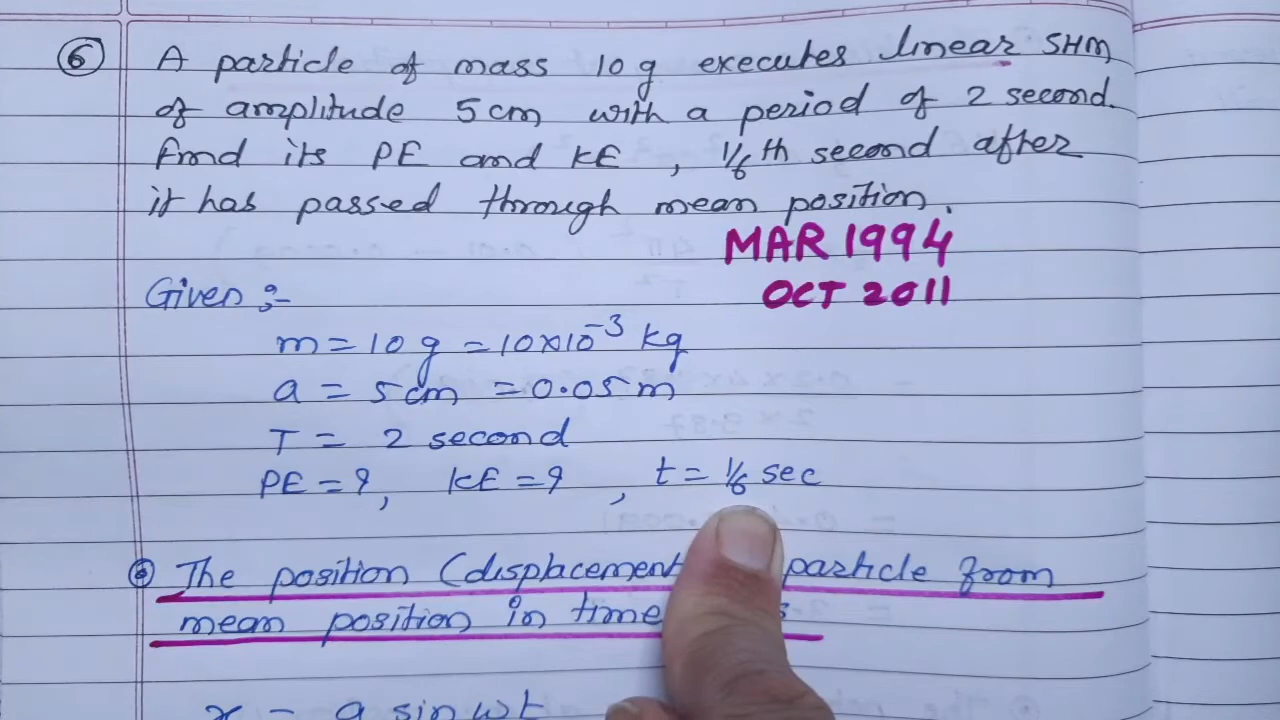 6 A particle of mass 10 g executes linear SHM
of amplitude 5 cm with a period of 2 second.
Find its PE and KE, 1/6 th second after
it has passed through mean position.
MAR 1994
OCT 2011
Given :-
m = 10 g = 10×10⁻³ kg
a = 5 cm = 0.05 m
T = 2 second
PE = ?, KE = ?, t = 1/6 sec
The position (displacement particle from
mean position in time
x = a sin wt